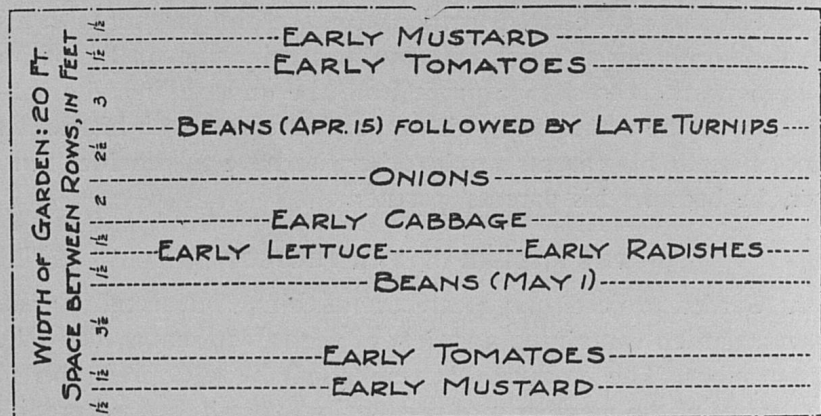 WIDTH OF GARDEN: 20 FT.
SPACE BETWEEN ROWS, IN FEET
1½
EARLY MUSTARD
1½
EARLY TOMATOES
3
BEANS (APR. 15) FOLLOWED BY LATE TURNIPS
2½
ONIONS
2
EARLY CABBAGE
1½
EARLY LETTUCE EARLY RADISHES
1½
BEANS (MAY 1)
3½
EARLY TOMATOES
1½
EARLY MUSTARD
1½